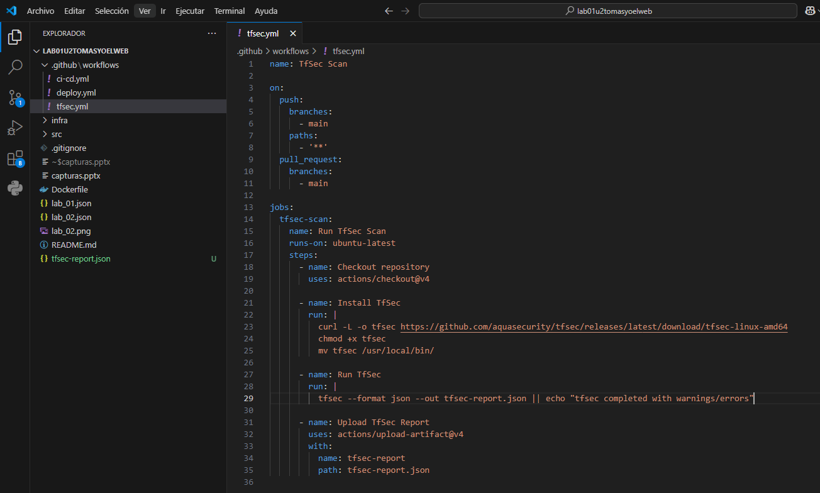 Archivo Editar Selección Ver Ir Ejecutar Terminal Ayuda
lab01u2tomasyoelweb
EXPLORADOR
LAB01U2TOMASYOELWEB
.github\workflows
! ci-cd.yml
! deploy.yml
! tfsec.yml
infra
src
.gitignore
~$capturas.pptx
capturas.pptx
Dockerfile
{} lab_01.json
{} lab_02.json
lab_02.png
README.md
{} tfsec-report.json U
1
8
! tfsec.yml
.github > workflows > ! tfsec.yml
1 name: TfSec Scan
2
3 on:
4 push:
5 branches:
6 - main
7 paths:
8 - '**'
9 pull_request:
10 branches:
11 - main
12
13 jobs:
14 tfsec-scan:
15 name: Run TfSec Scan
16 runs-on: ubuntu-latest
17 steps:
18 - name: Checkout repository
19 uses: actions/checkout@v4
20
21 - name: Install TfSec
22 run: |
23 curl -L -o tfsec https://github.com/aquasecurity/tfsec/releases/latest/download/tfsec-linux-amd64
24 chmod +x tfsec
25 mv tfsec /usr/local/bin/
26
27 - name: Run TfSec
28 run: |
29 tfsec --format json --out tfsec-report.json || echo "tfsec completed with warnings/errors"
30
31 - name: Upload TfSec Report
32 uses: actions/upload-artifact@v4
33 with:
34 name: tfsec-report
35 path: tfsec-report.json
36